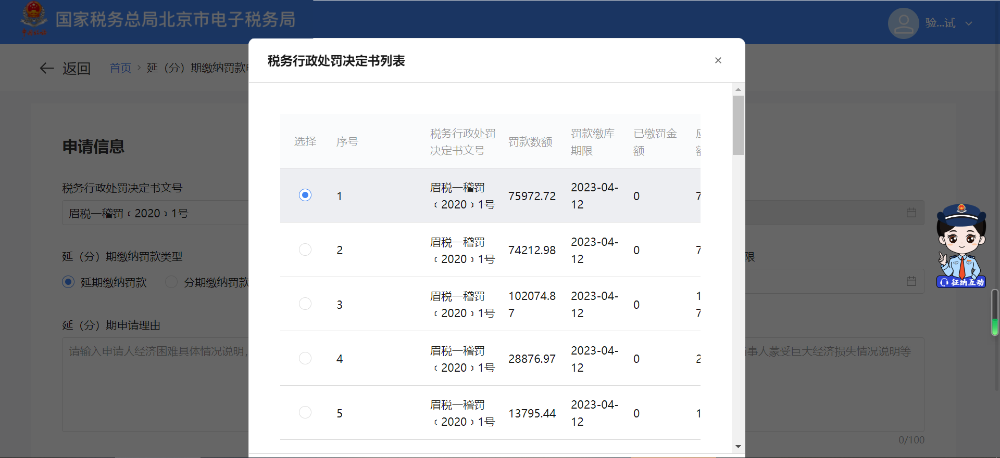 国家税务总局北京市电子税务局
验...试
返回 首页 > 延（分）期缴纳罚款
税务行政处罚决定书列表
×
申请信息
税务行政处罚决定书文号
眉税一稽罚﹝2020﹞1号
延（分）期缴纳罚款类型
限
延期缴纳罚款 分期缴纳罚款
延（分）期申请理由
请输入申请人经济困难具体情况说明，
事人蒙受巨大经济损失情况说明等
0/100
选择 序号 税务行政处罚决定书文号 罚款数额 罚款缴库期限 已缴罚金额
1 眉税一稽罚﹝2020﹞1号 75972.72 2023-04-12 0 7
2 眉税一稽罚﹝2020﹞1号 74212.98 2023-04-12 0 7
3 眉税一稽罚﹝2020﹞1号 102074.87 2023-04-12 0 1 7
4 眉税一稽罚﹝2020﹞1号 28876.97 2023-04-12 0 2
5 眉税一稽罚﹝2020﹞1号 13795.44 2023-04-12 0 1
征纳互动